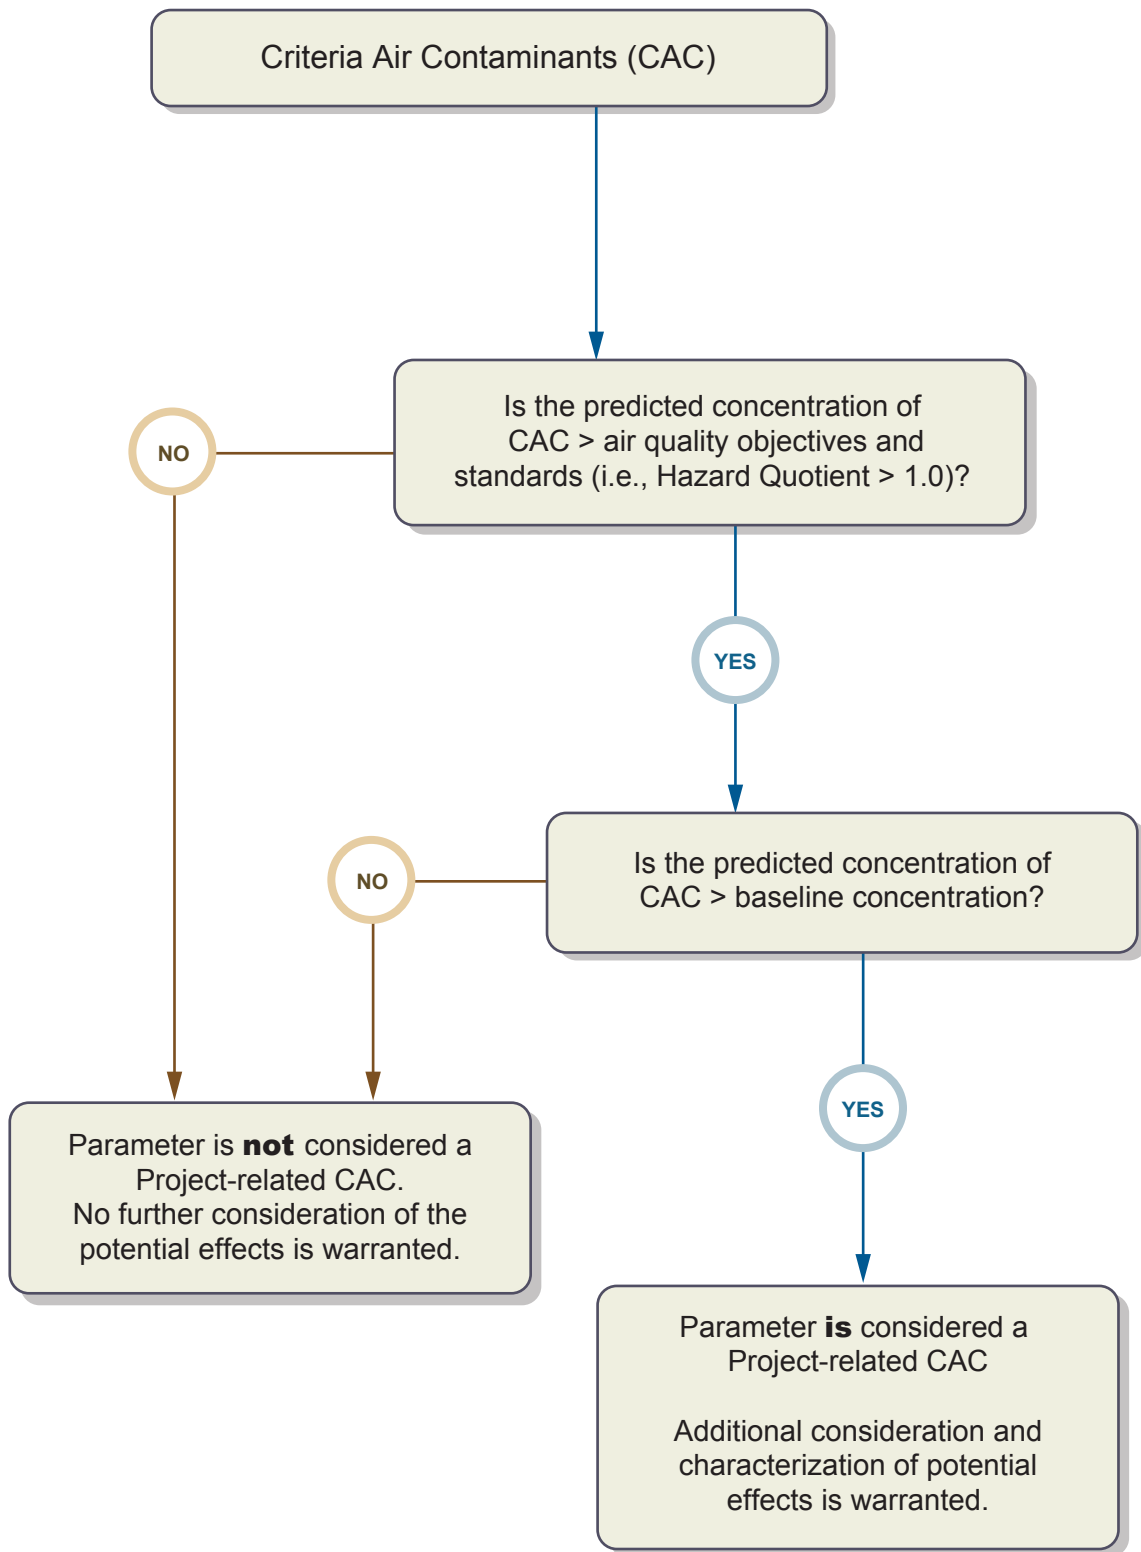 Criteria Air Contaminants (CAC)
Is the predicted concentration of
CAC > air quality objectives and
standards (i.e., Hazard Quotient > 1.0)?
NO
YES
Is the predicted concentration of
CAC > baseline concentration?
NO
YES
Parameter is not considered a
Project-related CAC.
No further consideration of the
potential effects is warranted.
Parameter is considered a
Project-related CAC
Additional consideration and
characterization of potential
effects is warranted.